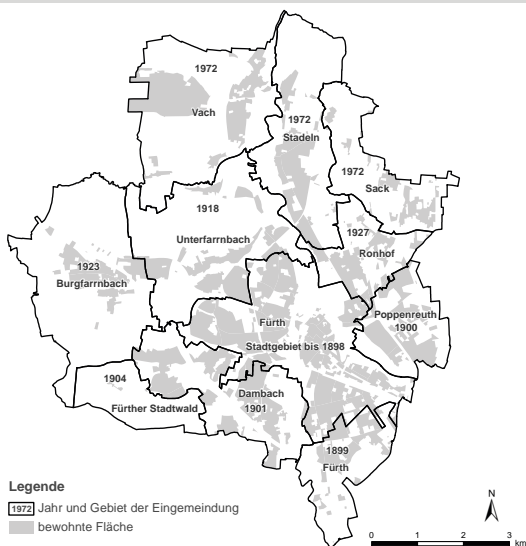 1972
Vach
1972
Stadeln
1972
Sack
1918
Unterfarrnbach
1927
Ronhof
1923
Burgfarrnbach
Poppenreuth
1900
Fürth
Stadtgebiet bis 1898
1904
Fürther Stadtwald
Dambach
1901
1899
Fürth
Legende
1972 Jahr und Gebiet der Eingemeindung
bewohnte Fläche
N
0 1 2 3
km